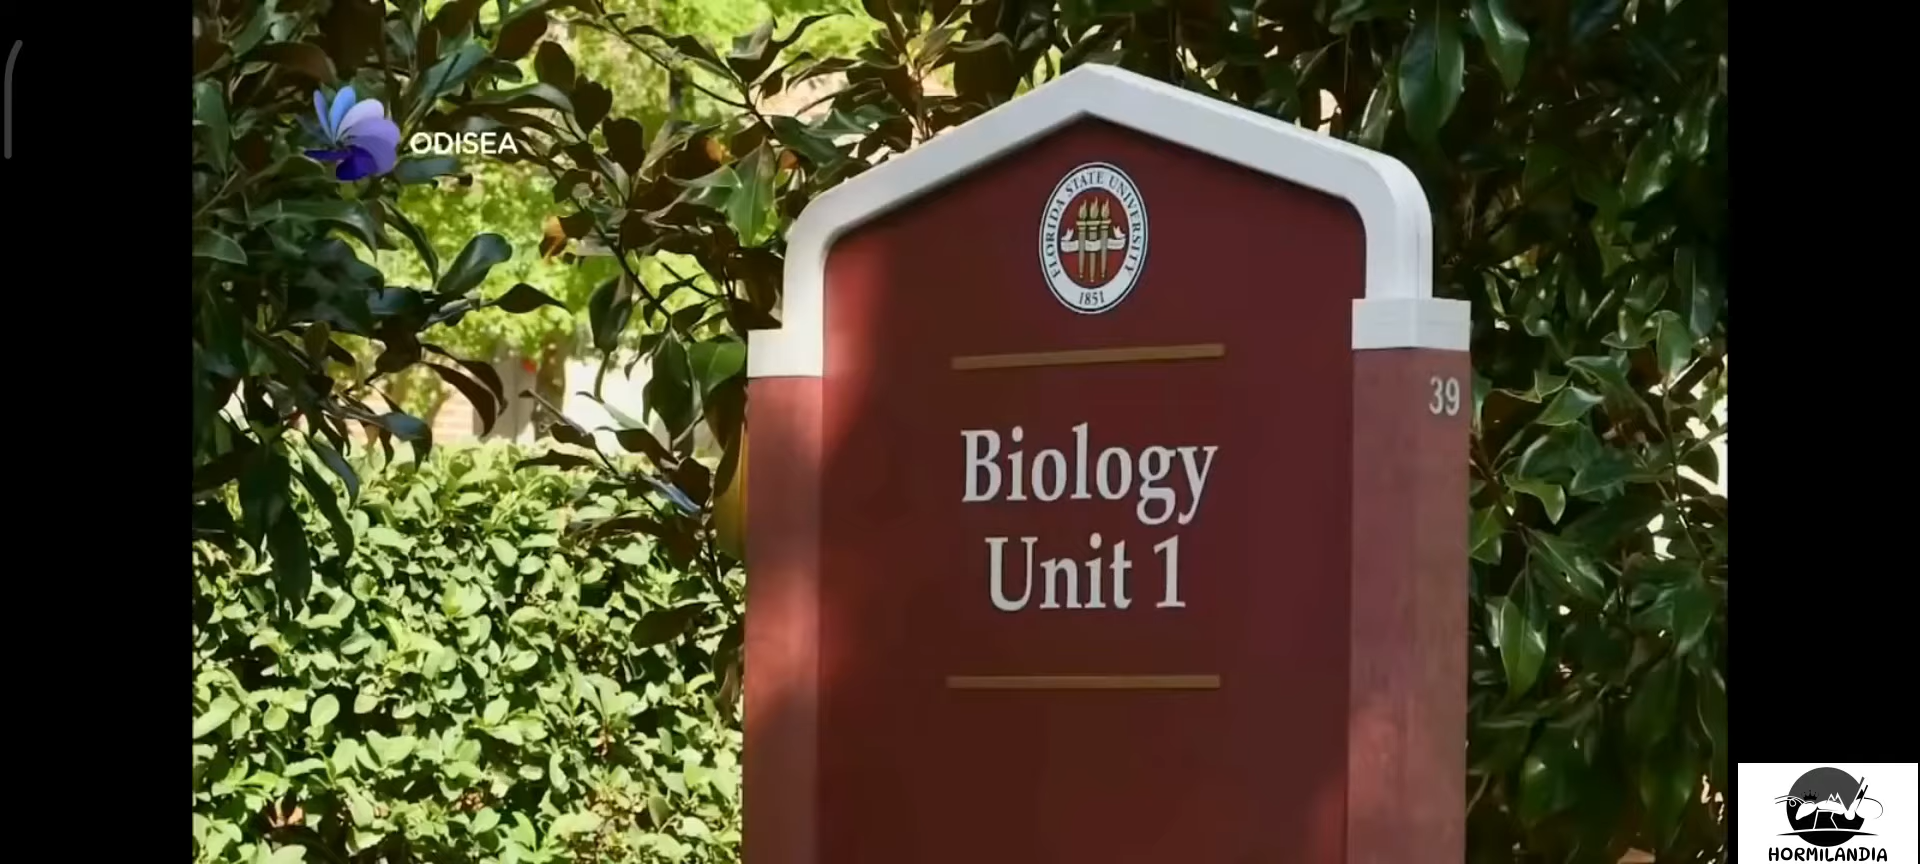 ODISEA
FLORIDA STATE UNIVERSITY
1851
39
Biology
Unit 1
HORMILANDIA